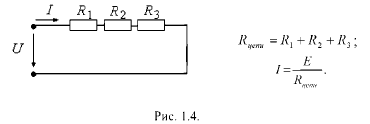 I R₁ R₂ R₃
U
Rцепи = R₁ + R₂ + R₃ ;
I = E / Rцепи .
Рис. 1.4.